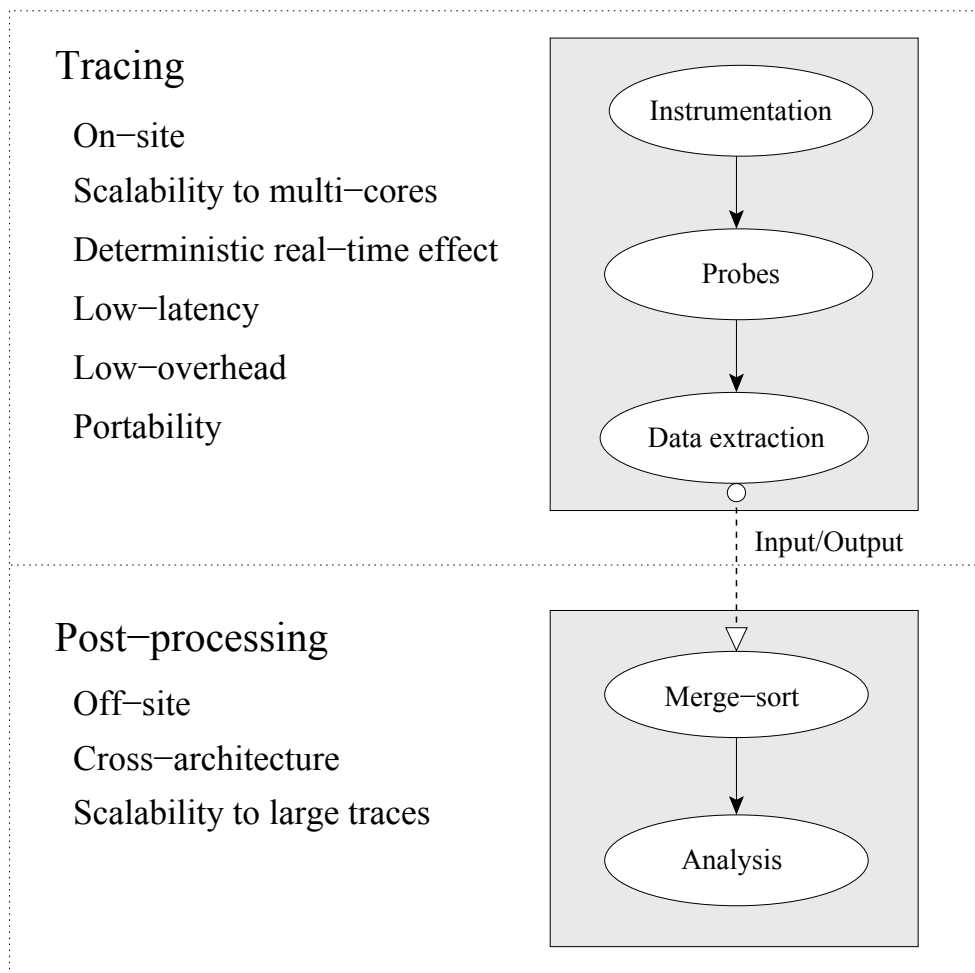 Tracing
On−site
Scalability to multi−cores
Deterministic real−time effect
Low−latency
Low−overhead
Portability
Instrumentation
Probes
Data extraction
Input/Output
Post−processing
Off−site
Cross−architecture
Scalability to large traces
Merge−sort
Analysis